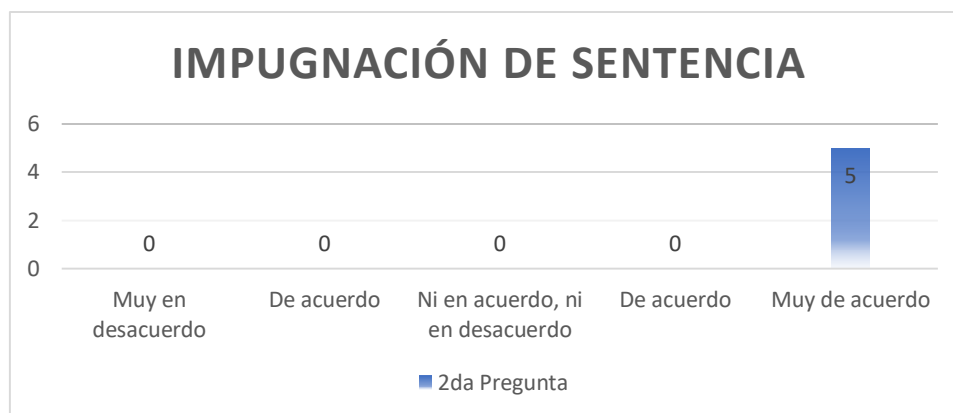 IMPUGNACIÓN DE SENTENCIA
6
4
2
0
0
0
0
0
5
Muy en
desacuerdo
De acuerdo
Ni en acuerdo, ni
en desacuerdo
De acuerdo
Muy de acuerdo
2da Pregunta